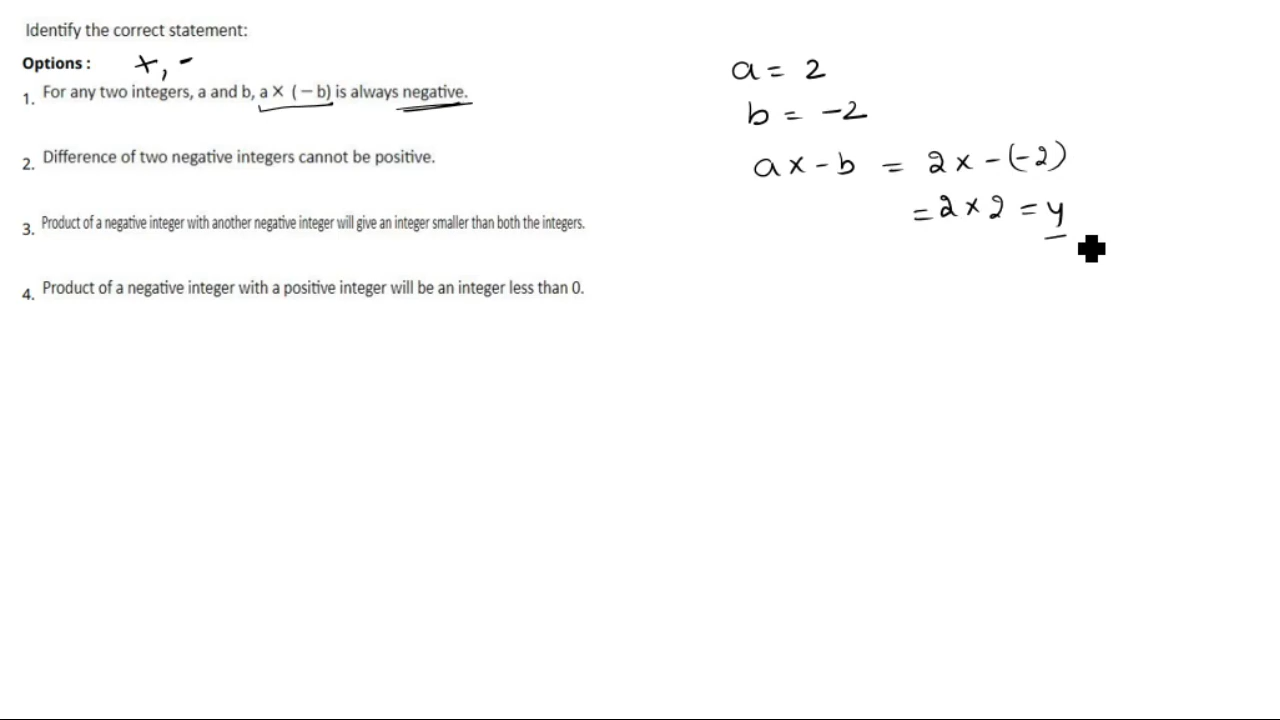 Identify the correct statement:
Options : +, -
1. For any two integers, a and b, a × (− b) is always negative.
2. Difference of two negative integers cannot be positive.
3. Product of a negative integer with another negative integer will give an integer smaller than both the integers.
4. Product of a negative integer with a positive integer will be an integer less than 0.
a = 2
b = -2
a x - b = 2 x - (-2)
= 2 x 2 = 4